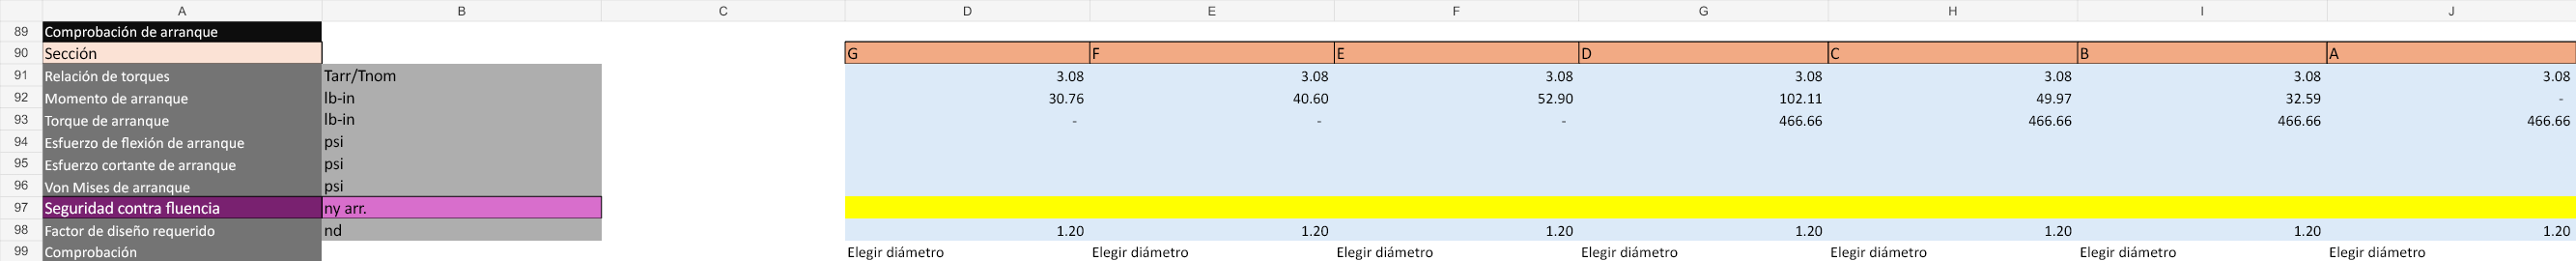 A B C D E F G H I J
89 Comprobación de arranque
90 Sección G F E D C B A
91 Relación de torques Tarr/Tnom 3.08 3.08 3.08 3.08 3.08 3.08 3.08
92 Momento de arranque lb-in 30.76 40.60 52.90 102.11 49.97 32.59 -
93 Torque de arranque lb-in - - - 466.66 466.66 466.66 466.66
94 Esfuerzo de flexión de arranque psi
95 Esfuerzo cortante de arranque psi
96 Von Mises de arranque psi
97 Seguridad contra fluencia ny arr.
98 Factor de diseño requerido nd 1.20 1.20 1.20 1.20 1.20 1.20 1.20
99 Comprobación Elegir diámetro Elegir diámetro Elegir diámetro Elegir diámetro Elegir diámetro Elegir diámetro Elegir diámetro